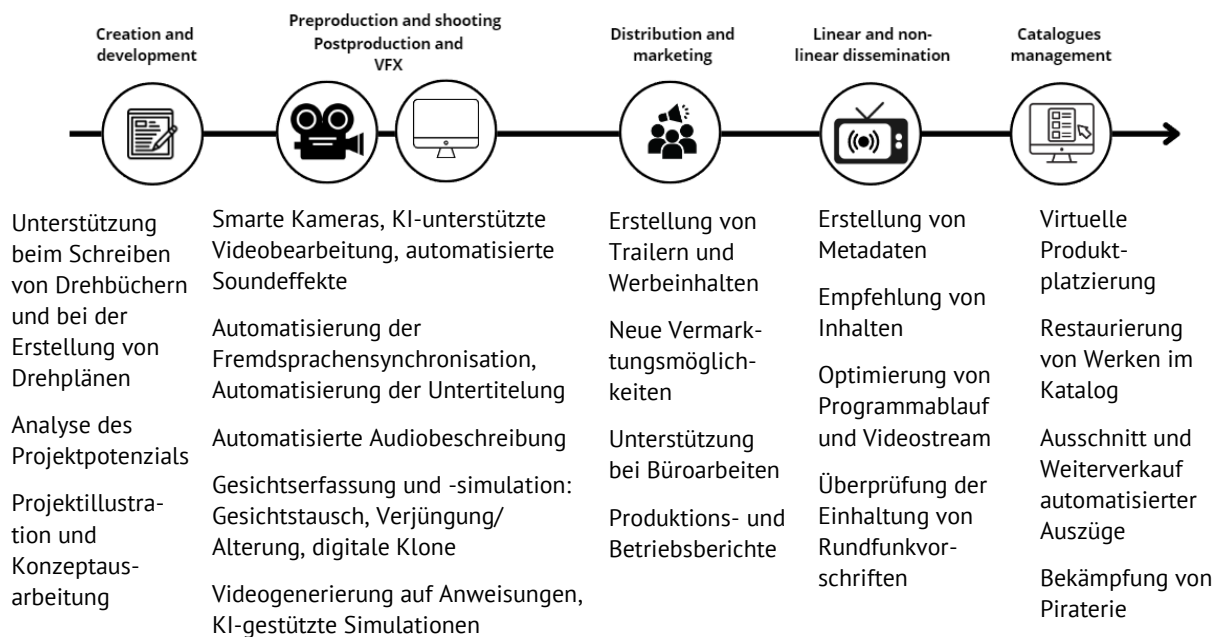 Creation and
development
Preproduction and shooting
Postproduction and
VFX
Distribution and
marketing
Linear and non-
linear dissemination
Catalogues
management
Unterstützung
beim Schreiben
von Drehbüchern
und bei der
Erstellung von
Drehplänen
Analyse des
Projektpotenzials
Projektillustra-
tion und
Konzeptaus-
arbeitung
Smarte Kameras, KI-unterstützte
Videobearbeitung, automatisierte
Soundeffekte
Automatisierung der
Fremdsprachensynchronisation,
Automatisierung der Untertitelung
Automatisierte Audiobeschreibung
Gesichtserfassung und -simulation:
Gesichtstausch, Verjüngung/
Alterung, digitale Klone
Videogenerierung auf Anweisungen,
KI-gestützte Simulationen
Erstellung von
Trailern und
Werbeinhalten
Neue Vermark-
tungsmöglich-
keiten
Unterstützung
bei Büroarbeiten
Produktions- und
Betriebsberichte
Erstellung von
Metadaten
Empfehlung von
Inhalten
Optimierung von
Programmablauf
und Videostream
Überprüfung der
Einhaltung von
Rundfunkvor-
schriften
Virtuelle
Produkt-
platzierung
Restaurierung
von Werken im
Katalog
Ausschnitt und
Weiterverkauf
automatisierter
Auszüge
Bekämpfung von
Piraterie